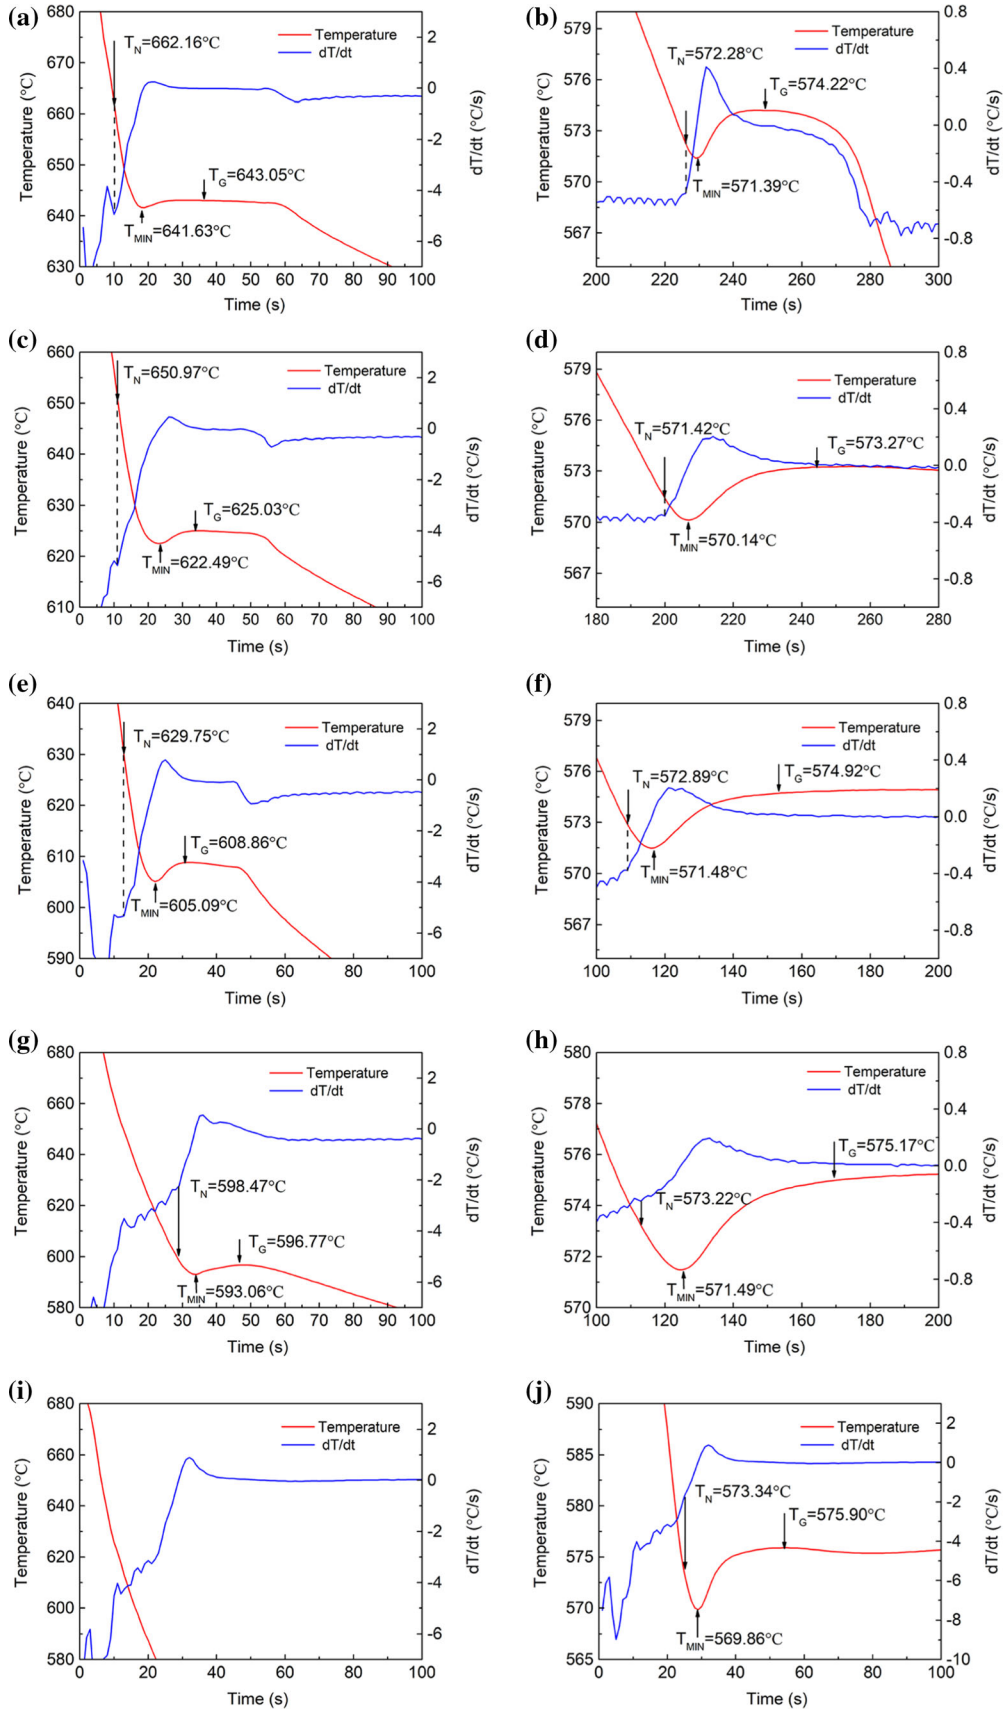 (a)
680
670
660
650
640
630
Temperature (°C)
T_N=662.16°C
T_G=643.05°C
T_MIN=641.63°C
Temperature
dT/dt
2
0
-2
-4
-6
dT/dt (°C/s)
0 10 20 30 40 50 60 70 80 90 100
Time (s)
(b)
579
576
573
570
567
Temperature (°C)
T_N=572.28°C
T_G=574.22°C
T_MIN=571.39°C
Temperature
dT/dt
0.8
0.4
0.0
-0.4
-0.8
dT/dt (°C/s)
200 220 240 260 280 300
Time (s)
(c)
660
650
640
630
620
610
Temperature (°C)
T_N=650.97°C
T_G=625.03°C
T_MIN=622.49°C
Temperature
dT/dt
2
0
-2
-4
-6
dT/dt (°C/s)
0 10 20 30 40 50 60 70 80 90 100
Time (s)
(d)
579
576
573
570
567
Temperature (°C)
T_N=571.42°C
T_G=573.27°C
T_MIN=570.14°C
Temperature
dT/dt
0.8
0.4
0.0
-0.4
-0.8
dT/dt (°C/s)
180 200 220 240 260 280
Time (s)
(e)
640
630
620
610
600
590
Temperature (°C)
T_N=629.75°C
T_G=608.86°C
T_MIN=605.09°C
Temperature
dT/dt
2
0
-2
-4
-6
dT/dt (°C/s)
0 20 40 60 80 100
Time (s)
(f)
579
576
573
570
567
Temperature (°C)
T_N=572.89°C
T_G=574.92°C
T_MIN=571.48°C
Temperature
dT/dt
0.8
0.4
0.0
-0.4
-0.8
dT/dt (°C/s)
100 120 140 160 180 200
Time (s)
(g)
680
660
640
620
600
580
Temperature (°C)
T_N=598.47°C
T_G=596.77°C
T_MIN=593.06°C
Temperature
dT/dt
2
0
-2
-4
-6
dT/dt (°C/s)
0 10 20 30 40 50 60 70 80 90 100
Time (s)
(h)
580
578
576
574
572
570
Temperature (°C)
T_N=573.22°C
T_G=575.17°C
T_MIN=571.49°C
Temperature
dT/dt
0.8
0.4
0.0
-0.4
-0.8
dT/dt (°C/s)
100 120 140 160 180 200
Time (s)
(i)
680
660
640
620
600
580
Temperature (°C)
Temperature
dT/dt
2
0
-2
-4
-6
dT/dt (°C/s)
0 20 40 60 80 100
Time (s)
(j)
590
585
580
575
570
565
Temperature (°C)
T_N=573.34°C
T_G=575.90°C
T_MIN=569.86°C
Temperature
dT/dt
2
0
-2
-4
-6
-8
-10
dT/dt (°C/s)
0 20 40 60 80 100
Time (s)